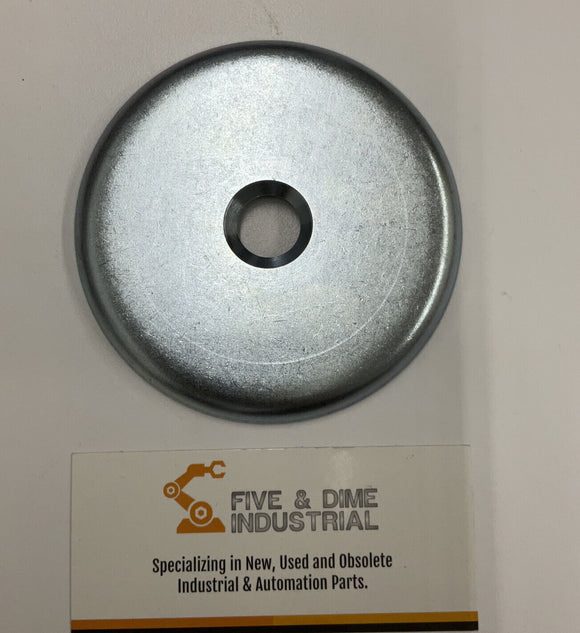 FIVE & DIME
INDUSTRIAL
Specializing in New, Used and Obsolete
Industrial & Automation Parts.